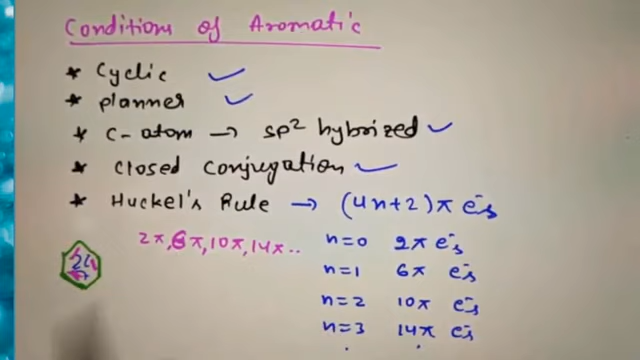 Conditions of Aromatic
* Cyclic
* planner
* C-atom → sp² hybrized
* Closed Conjugation
* Huckel's Rule → (4n+2)π e⁻s
2π, 6π, 10π, 14π..
n=0 2π e⁻s
n=1 6π e⁻s
n=2 10π e⁻s
n=3 14π e⁻s